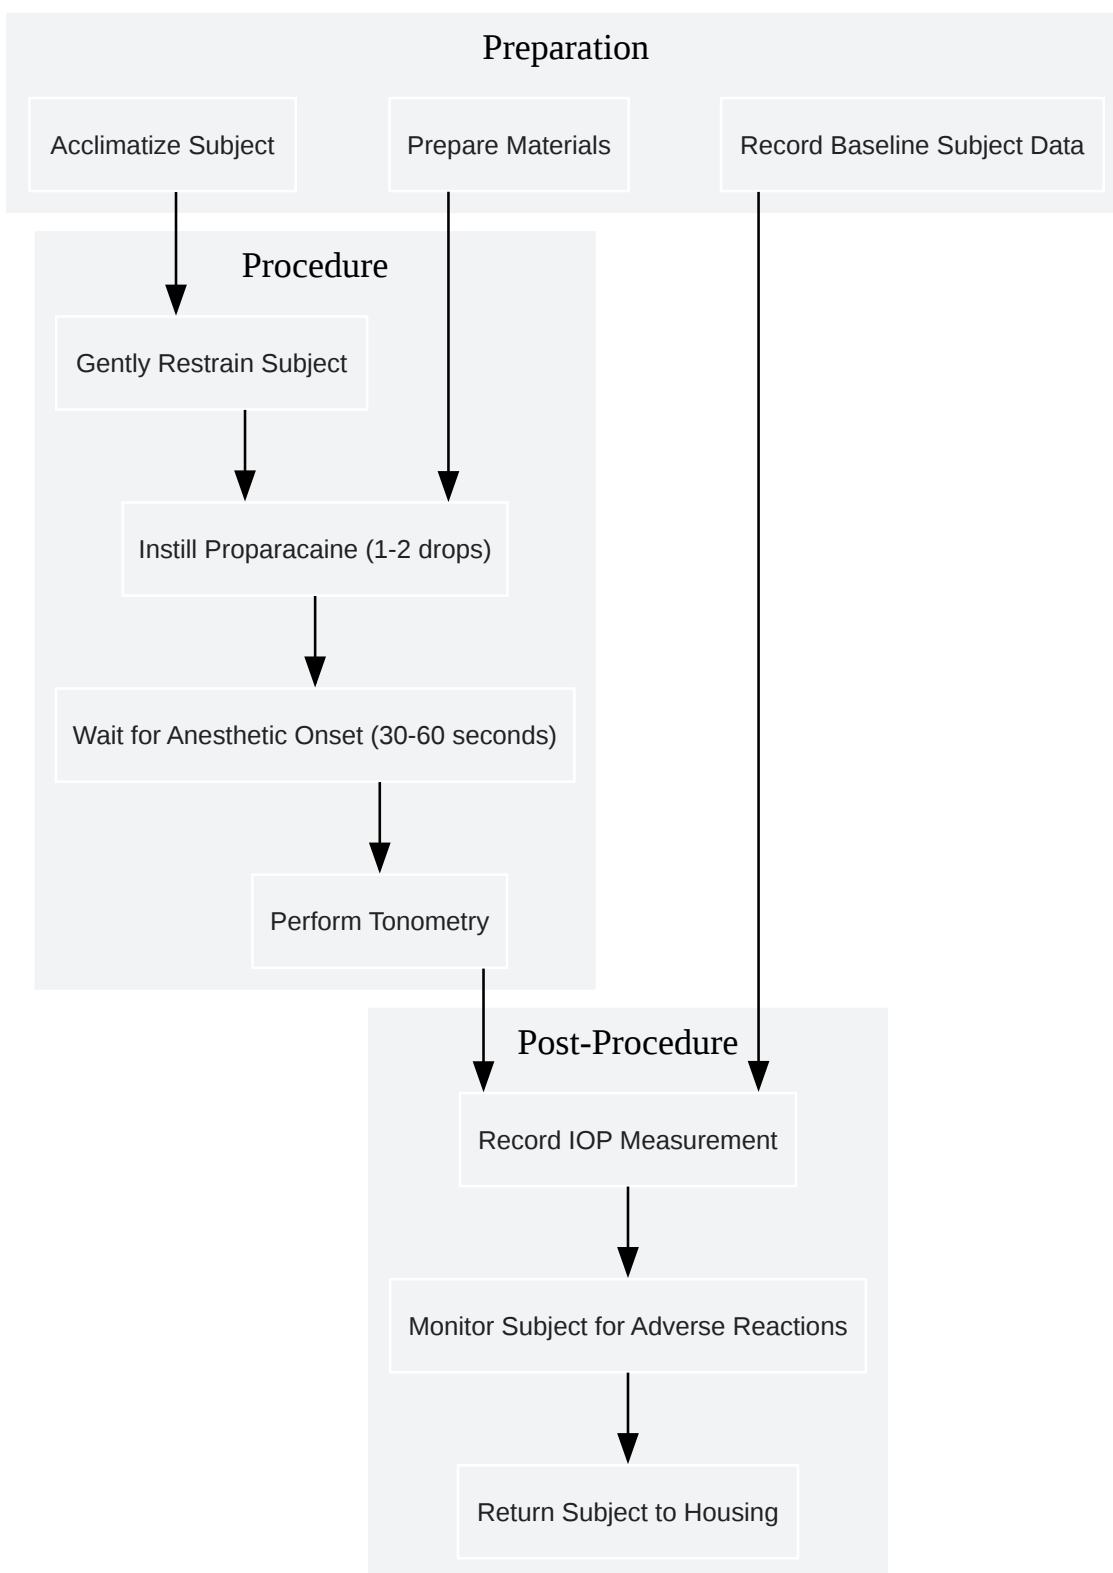 Preparation
Acclimatize Subject
Prepare Materials
Record Baseline Subject Data
Procedure
Gently Restrain Subject
Instill Proparacaine (1-2 drops)
Wait for Anesthetic Onset (30-60 seconds)
Perform Tonometry
Post-Procedure
Record IOP Measurement
Monitor Subject for Adverse Reactions
Return Subject to Housing